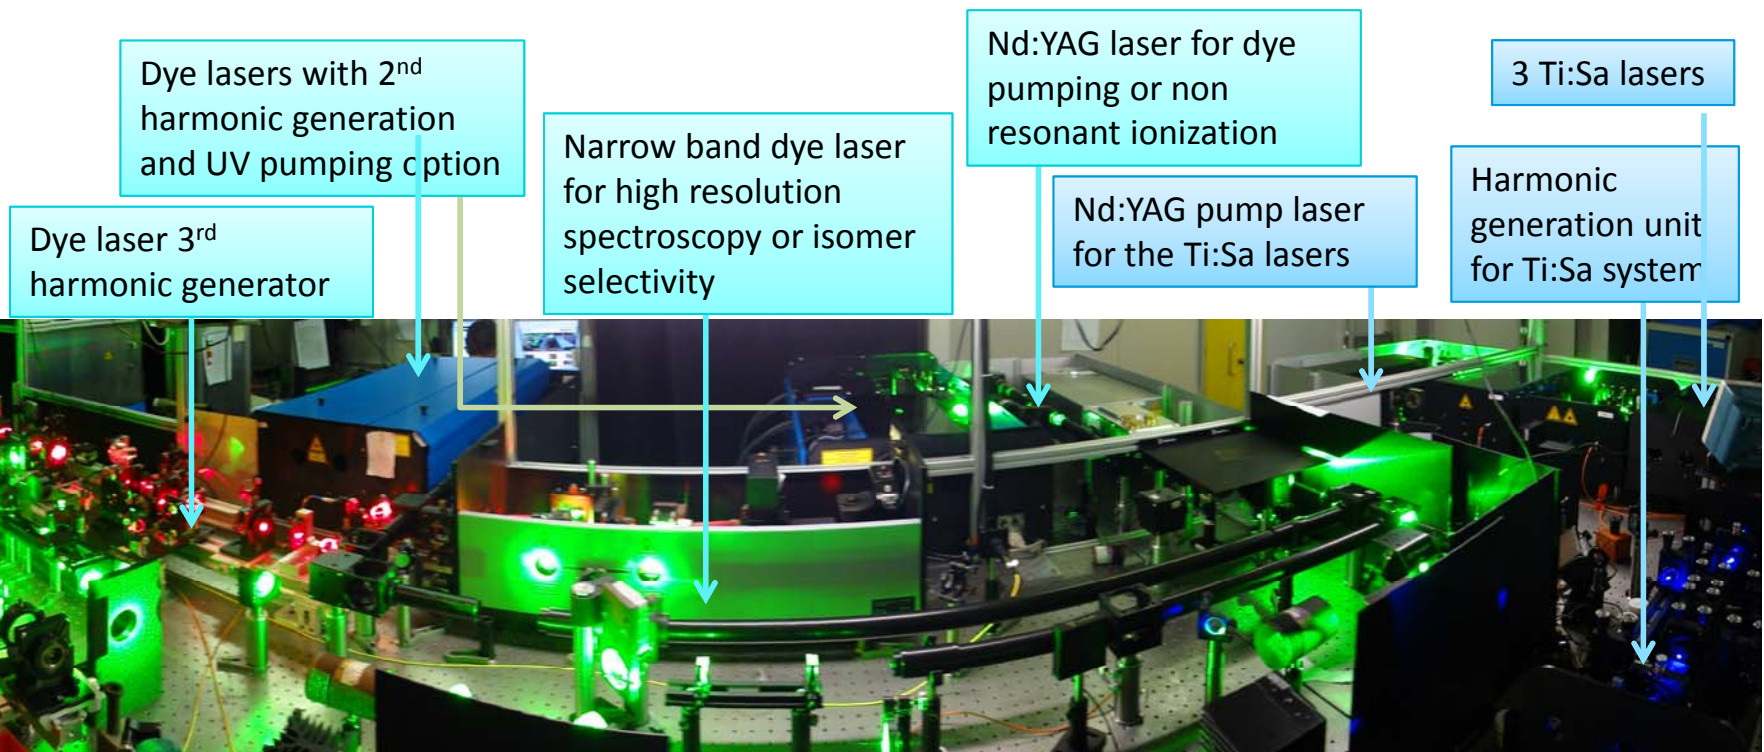 Dye lasers with 2nd
harmonic generation
and UV pumping option
Dye laser 3rd
harmonic generator
Narrow band dye laser
for high resolution
spectroscopy or isomer
selectivity
Nd:YAG laser for dye
pumping or non
resonant ionization
Nd:YAG pump laser
for the Ti:Sa lasers
3 Ti:Sa lasers
Harmonic
generation unit
for Ti:Sa system